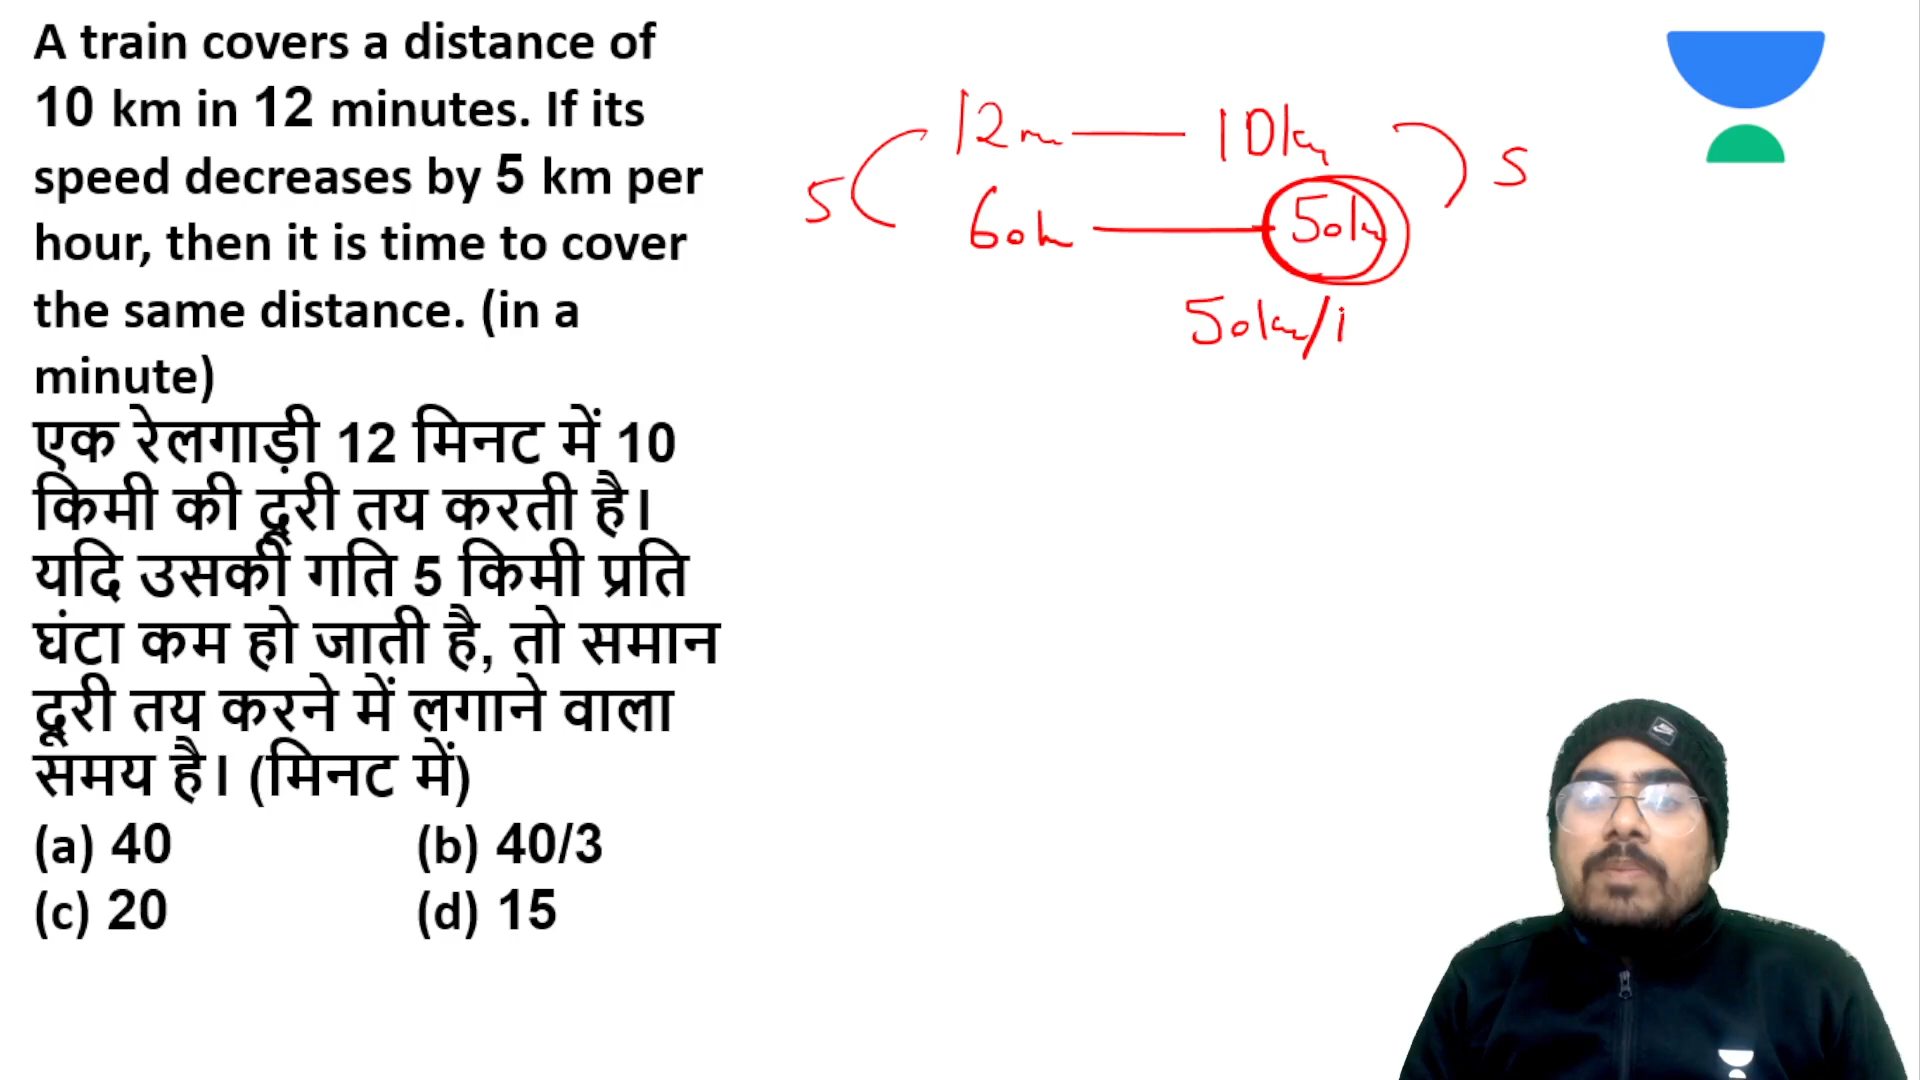 A train covers a distance of
10 km in 12 minutes. If its
speed decreases by 5 km per
hour, then it is time to cover
the same distance. (in a
minute)
एक रेलगाड़ी 12 मिनट में 10
किमी की दूरी तय करती है।
यदि उसकी गति 5 किमी प्रति
घंटा कम हो जाती है, तो समान
दूरी तय करने में लगाने वाला
समय है। (मिनट में)
(a) 40 (b) 40/3
(c) 20 (d) 15
12m 10km
5 5
60m 50km
50km/